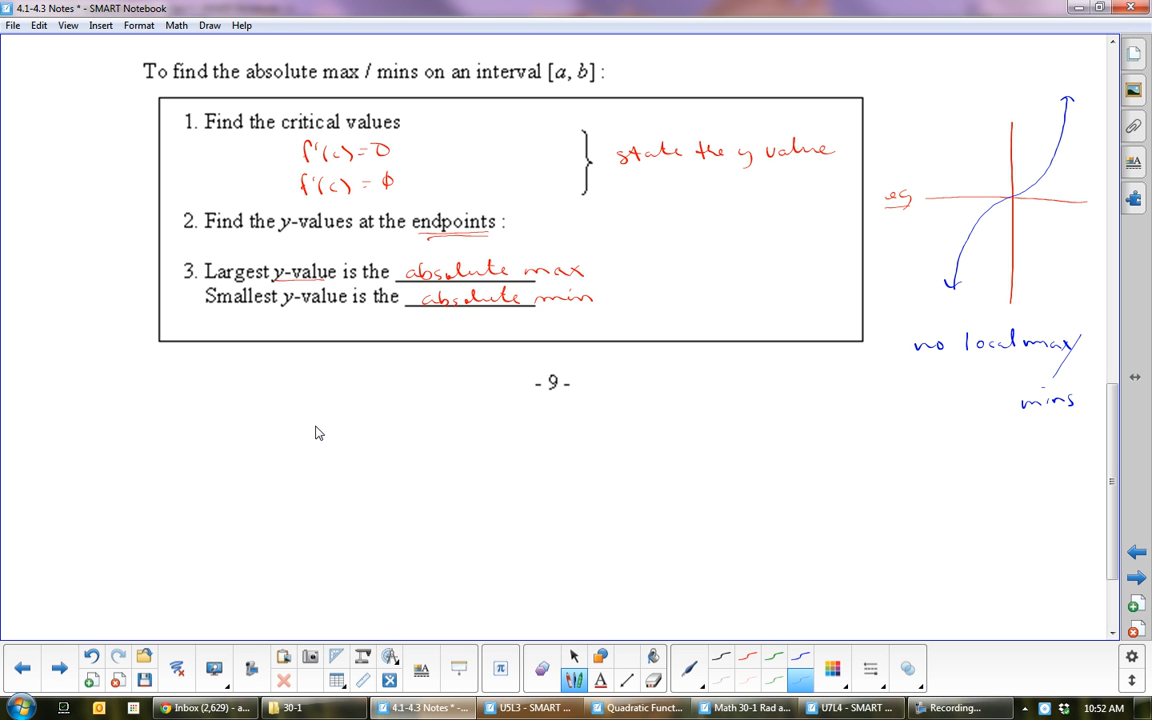 4.1-4.3 Notes * - SMART Notebook
File Edit View Insert Format Math Draw Help
To find the absolute max / mins on an interval [a, b] :
1. Find the critical values
f'(c) = 0
f'(c) = ∅
state the y value
2. Find the y-values at the endpoints :
3. Largest y-value is the absolute max
Smallest y-value is the absolute min
eg
no local max/
mins
- 9 -
Inbox (2,629) - a...
30-1
4.1-4.3 Notes * -...
U5L3 - SMART ...
Quadratic Funct...
Math 30-1 Rad a...
U7L4 - SMART ...
Recording...
10:52 AM